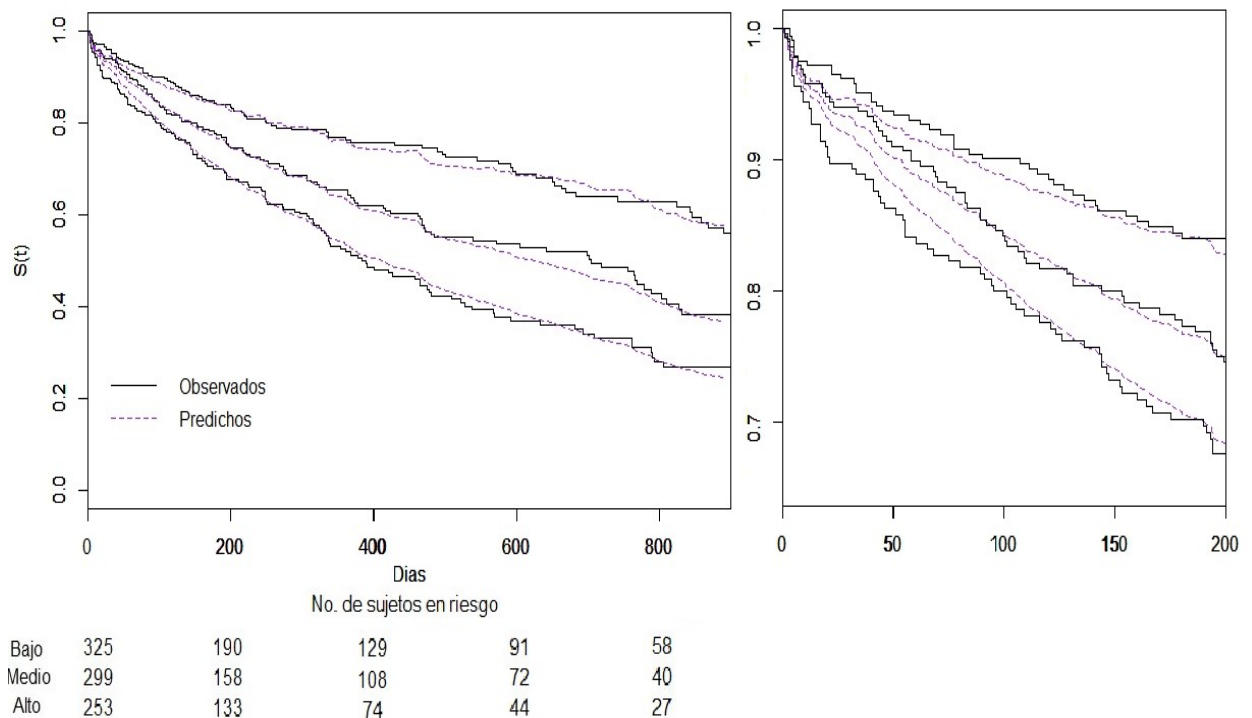 S(t)
1.0
0.8
0.6
0.4
0.2
0.0
Observados
Predichos
0 200 400 600 800
Dias
1.0
0.9
0.8
0.7
0 50 100 150 200
No. de sujetos en riesgo
Bajo 325 190 129 91 58
Medio 299 158 108 72 40
Alto 253 133 74 44 27